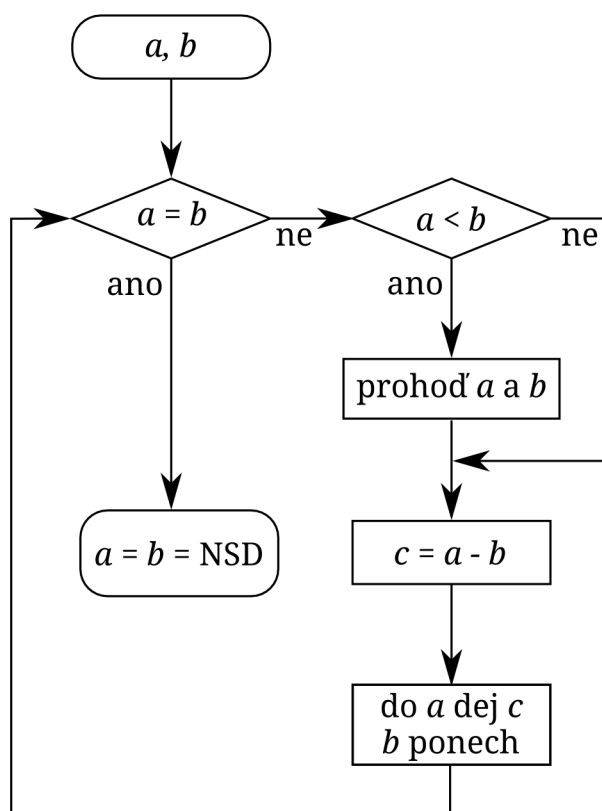 a, b
a = b
ne
a < b
ne
ano
ano
prohoď a a b
a = b = NSD
c = a - b
do a dej c
b ponech